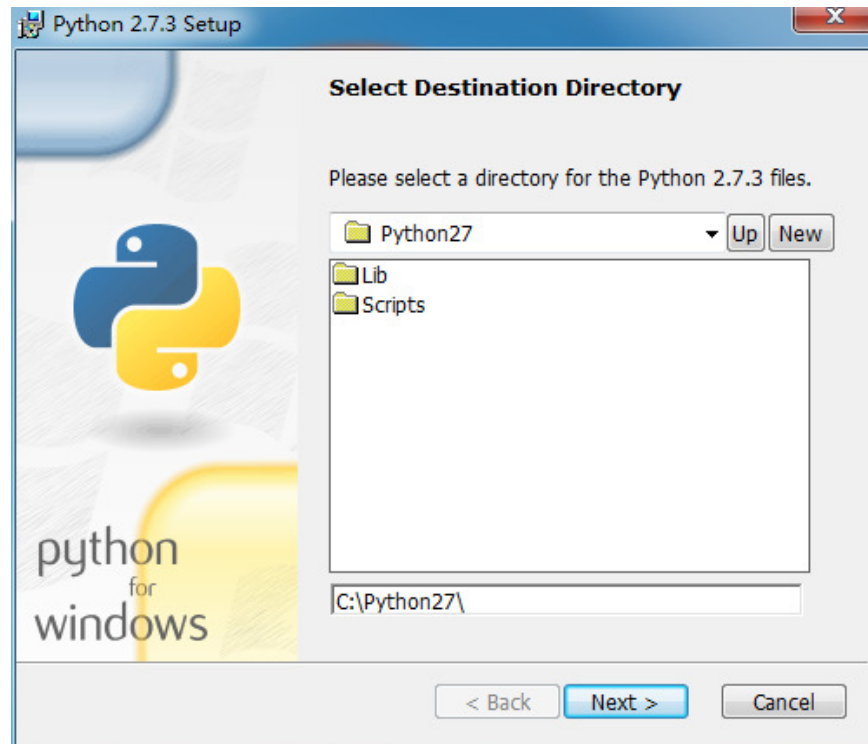 Python 2.7.3 Setup
Select Destination Directory
Please select a directory for the Python 2.7.3 files.
Python27
Up
New
Lib
Scripts
C:\Python27\
python
for
windows
< Back
Next >
Cancel